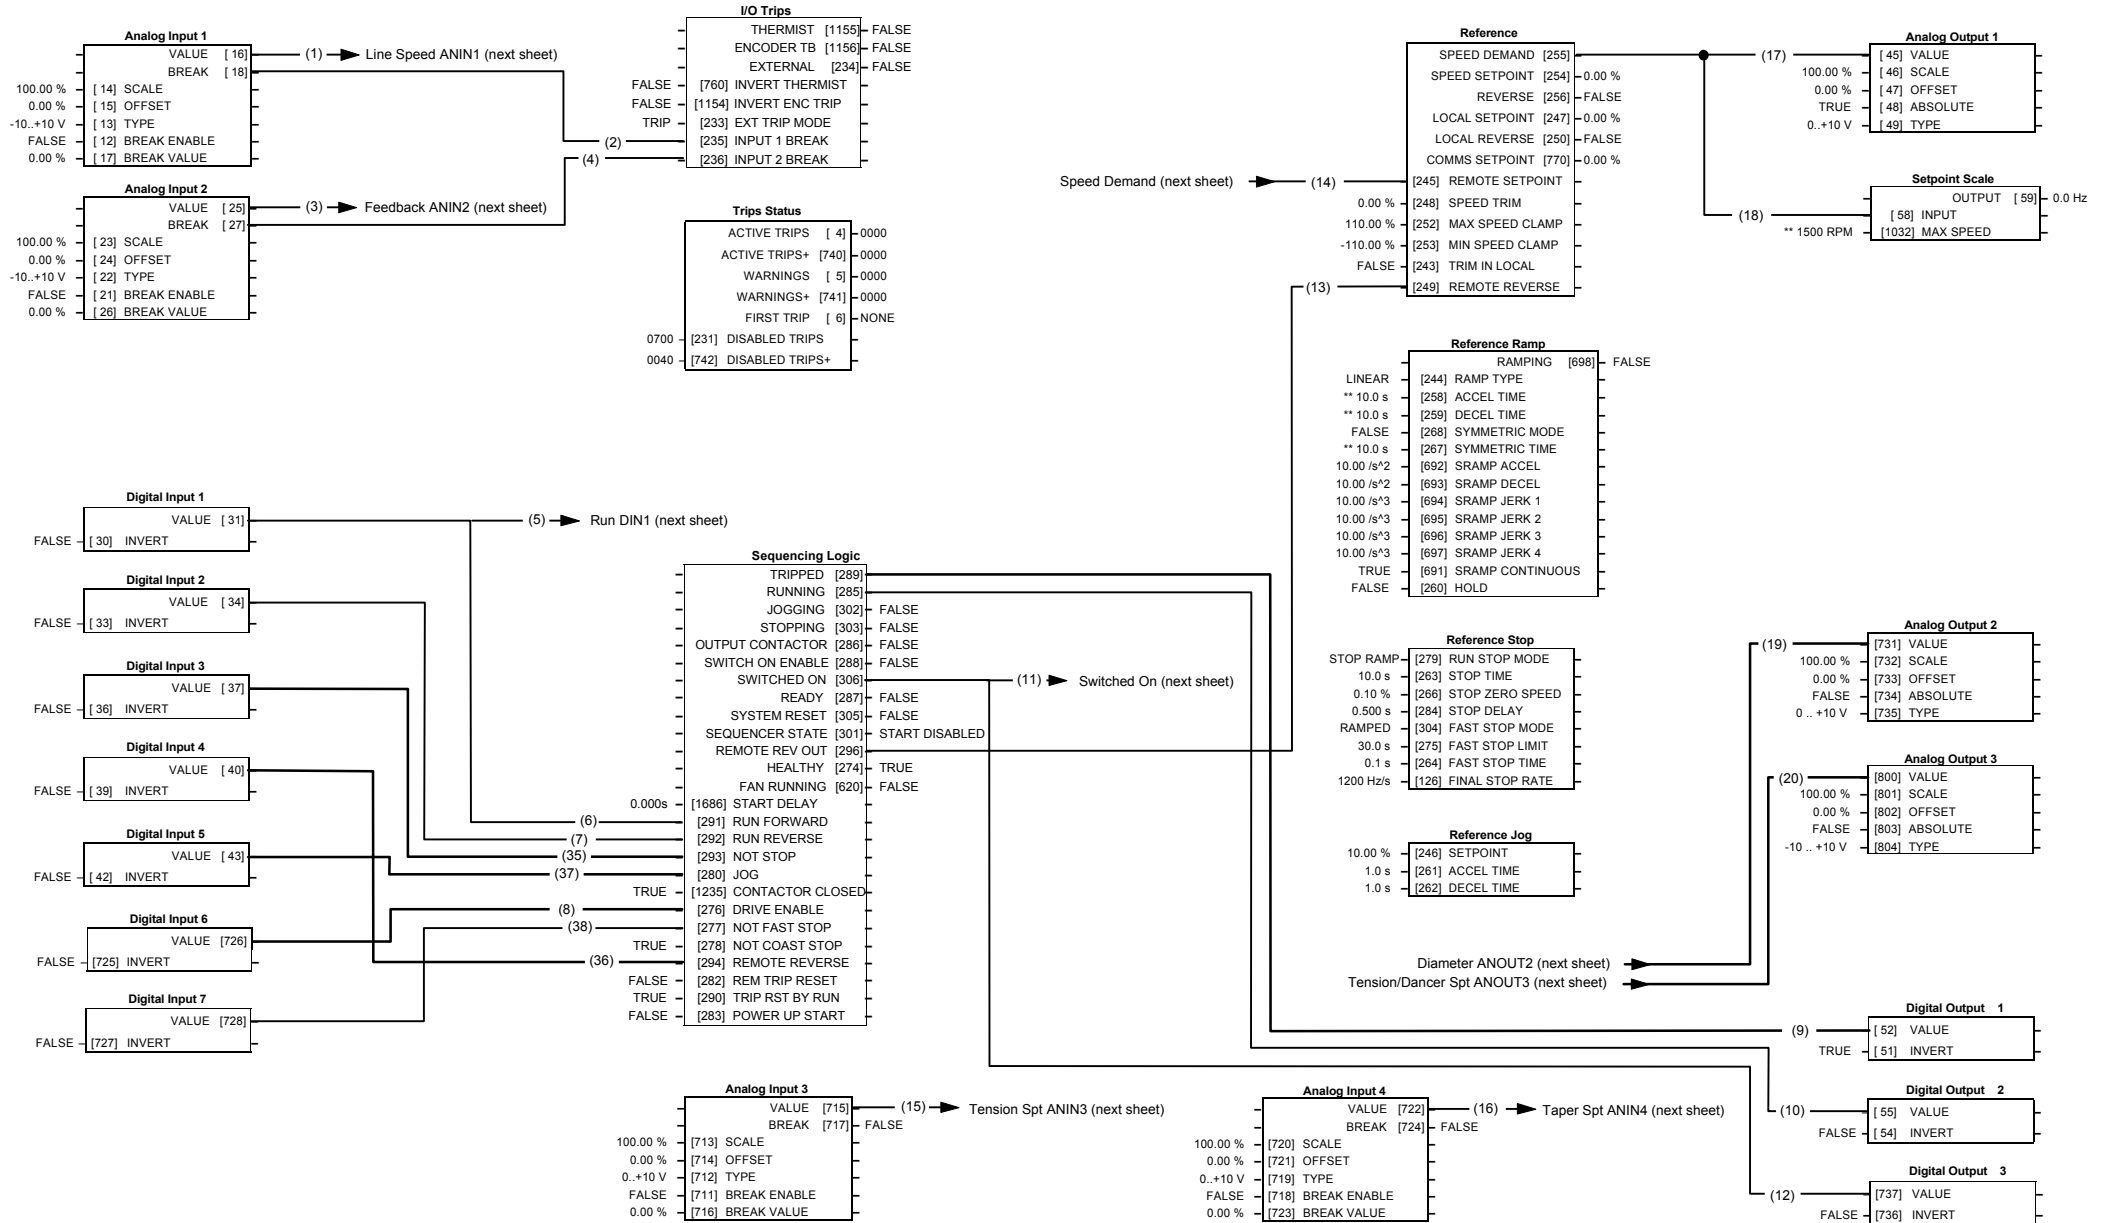 Analog Input 1
VALUE [ 16]
(1) Line Speed ANIN1 (next sheet)
BREAK [ 18]
100.00 % [ 14] SCALE
0.00 % [ 15] OFFSET
-10..+10 V [ 13] TYPE
FALSE [ 12] BREAK ENABLE
0.00 % [ 17] BREAK VALUE
(2)
(4)
Analog Input 2
VALUE [ 25]
(3) Feedback ANIN2 (next sheet)
BREAK [ 27]
100.00 % [ 23] SCALE
0.00 % [ 24] OFFSET
-10..+10 V [ 22] TYPE
FALSE [ 21] BREAK ENABLE
0.00 % [ 26] BREAK VALUE
I/O Trips
THERMIST [1155] FALSE
ENCODER TB [1156] FALSE
EXTERNAL [234] FALSE
FALSE [760] INVERT THERMIST
FALSE [1154] INVERT ENC TRIP
TRIP [233] EXT TRIP MODE
[235] INPUT 1 BREAK
[236] INPUT 2 BREAK
Trips Status
ACTIVE TRIPS [ 4] 0000
ACTIVE TRIPS+ [740] 0000
WARNINGS [ 5] 0000
WARNINGS+ [741] 0000
FIRST TRIP [ 6] NONE
0700 [231] DISABLED TRIPS
0040 [742] DISABLED TRIPS+
Reference
SPEED DEMAND [255]
SPEED SETPOINT [254] 0.00 %
REVERSE [256] FALSE
LOCAL SETPOINT [247] 0.00 %
LOCAL REVERSE [250] FALSE
COMMS SETPOINT [770] 0.00 %
Speed Demand (next sheet) (14) [245] REMOTE SETPOINT
0.00 % [248] SPEED TRIM
110.00 % [252] MAX SPEED CLAMP
-110.00 % [253] MIN SPEED CLAMP
FALSE [243] TRIM IN LOCAL
(13) [249] REMOTE REVERSE
Analog Output 1
(17) [ 45] VALUE
100.00 % [ 46] SCALE
0.00 % [ 47] OFFSET
TRUE [ 48] ABSOLUTE
0..+10 V [ 49] TYPE
Setpoint Scale
OUTPUT [ 59] 0.0 Hz
(18) [ 58] INPUT
** 1500 RPM [1032] MAX SPEED
Reference Ramp
RAMPING [698] FALSE
LINEAR [244] RAMP TYPE
** 10.0 s [258] ACCEL TIME
** 10.0 s [259] DECEL TIME
FALSE [268] SYMMETRIC MODE
** 10.0 s [267] SYMMETRIC TIME
10.00 /s^2 [692] SRAMP ACCEL
10.00 /s^2 [693] SRAMP DECEL
10.00 /s^3 [694] SRAMP JERK 1
10.00 /s^3 [695] SRAMP JERK 2
10.00 /s^3 [696] SRAMP JERK 3
10.00 /s^3 [697] SRAMP JERK 4
TRUE [691] SRAMP CONTINUOUS
FALSE [260] HOLD
Digital Input 1
VALUE [ 31]
(5) Run DIN1 (next sheet)
FALSE [ 30] INVERT
Digital Input 2
VALUE [ 34]
FALSE [ 33] INVERT
Digital Input 3
VALUE [ 37]
FALSE [ 36] INVERT
Digital Input 4
VALUE [ 40]
FALSE [ 39] INVERT
Digital Input 5
VALUE [ 43]
FALSE [ 42] INVERT
Digital Input 6
VALUE [726]
FALSE [725] INVERT
Digital Input 7
VALUE [728]
FALSE [727] INVERT
Sequencing Logic
TRIPPED [289]
RUNNING [285]
JOGGING [302] FALSE
STOPPING [303] FALSE
OUTPUT CONTACTOR [286] FALSE
SWITCH ON ENABLE [288] FALSE
SWITCHED ON [306] (11) Switched On (next sheet)
READY [287] FALSE
SYSTEM RESET [305] FALSE
SEQUENCER STATE [301] START DISABLED
REMOTE REV OUT [296]
HEALTHY [274] TRUE
FAN RUNNING [620] FALSE
0.000s [1686] START DELAY
(6) [291] RUN FORWARD
(7) [292] RUN REVERSE
(35) [293] NOT STOP
(37) [280] JOG
TRUE [1235] CONTACTOR CLOSED
(8) [276] DRIVE ENABLE
(38) [277] NOT FAST STOP
TRUE [278] NOT COAST STOP
(36) [294] REMOTE REVERSE
FALSE [282] REM TRIP RESET
TRUE [290] TRIP RST BY RUN
FALSE [283] POWER UP START
Reference Stop
STOP RAMP [279] RUN STOP MODE
10.0 s [263] STOP TIME
0.10 % [266] STOP ZERO SPEED
0.500 s [284] STOP DELAY
RAMPED [304] FAST STOP MODE
30.0 s [275] FAST STOP LIMIT
0.1 s [264] FAST STOP TIME
1200 Hz/s [126] FINAL STOP RATE
Reference Jog
10.00 % [246] SETPOINT
1.0 s [261] ACCEL TIME
1.0 s [262] DECEL TIME
Analog Output 2
(19) [731] VALUE
100.00 % [732] SCALE
0.00 % [733] OFFSET
FALSE [734] ABSOLUTE
0 .. +10 V [735] TYPE
Analog Output 3
(20) [800] VALUE
100.00 % [801] SCALE
0.00 % [802] OFFSET
FALSE [803] ABSOLUTE
-10 .. +10 V [804] TYPE
Diameter ANOUT2 (next sheet)
Tension/Dancer Spt ANOUT3 (next sheet)
Digital Output 1
(9) [ 52] VALUE
TRUE [ 51] INVERT
Digital Output 2
(10) [ 55] VALUE
FALSE [ 54] INVERT
Digital Output 3
(12) [737] VALUE
FALSE [736] INVERT
Analog Input 3
VALUE [715] (15) Tension Spt ANIN3 (next sheet)
BREAK [717] FALSE
100.00 % [713] SCALE
0.00 % [714] OFFSET
0..+10 V [712] TYPE
FALSE [711] BREAK ENABLE
0.00 % [716] BREAK VALUE
Analog Input 4
VALUE [722] (16) Taper Spt ANIN4 (next sheet)
BREAK [724] FALSE
100.00 % [720] SCALE
0.00 % [721] OFFSET
0..+10 V [719] TYPE
FALSE [718] BREAK ENABLE
0.00 % [723] BREAK VALUE